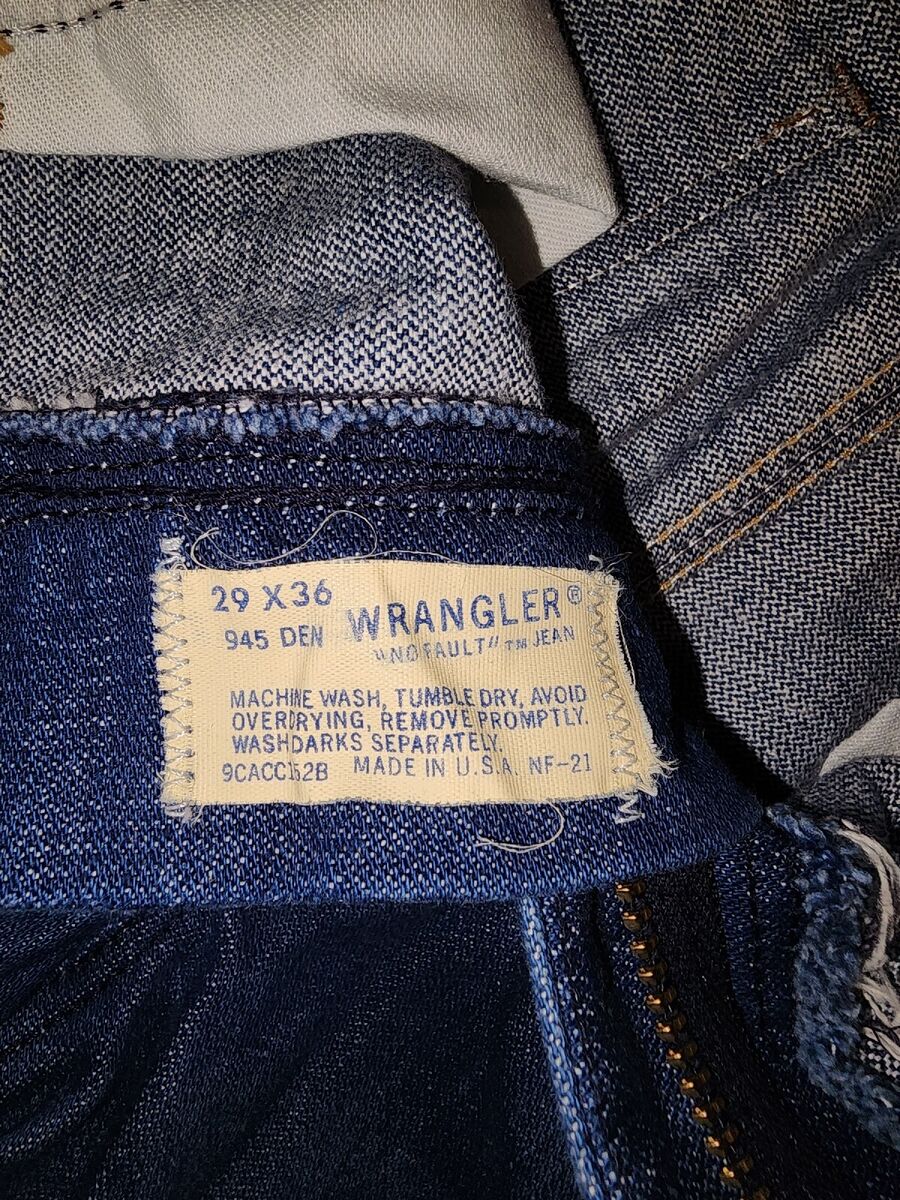 29 X 36
945 DEN WRANGLER®
"NO FAULT" TM JEAN
MACHINE WASH, TUMBLE DRY, AVOID
OVERDRYING, REMOVE PROMPTLY.
WASHDARKS SEPARATELY.
9CACC152B MADE IN U.S.A. NF-21